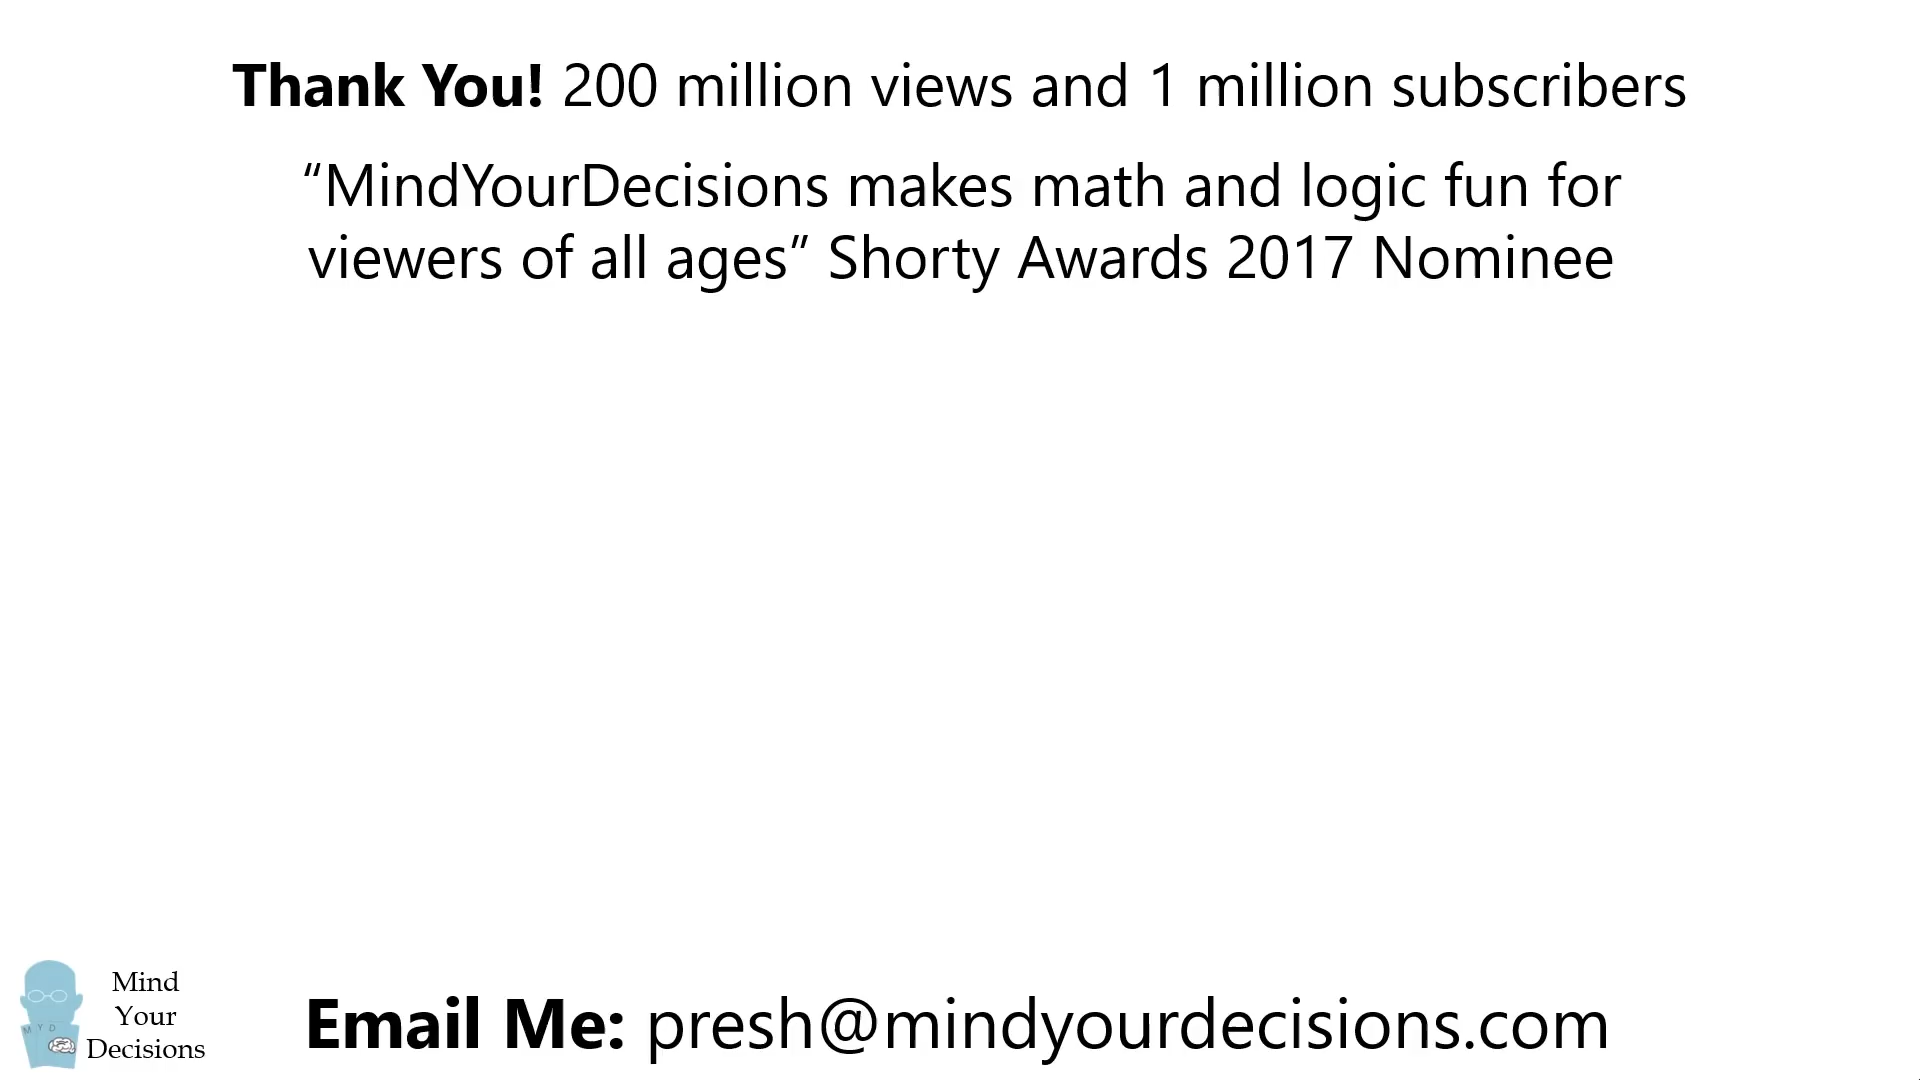 Thank You! 200 million views and 1 million subscribers
“MindYourDecisions makes math and logic fun for
viewers of all ages” Shorty Awards 2017 Nominee
Mind
Your
Decisions
M Y D
Email Me: presh@mindyourdecisions.com